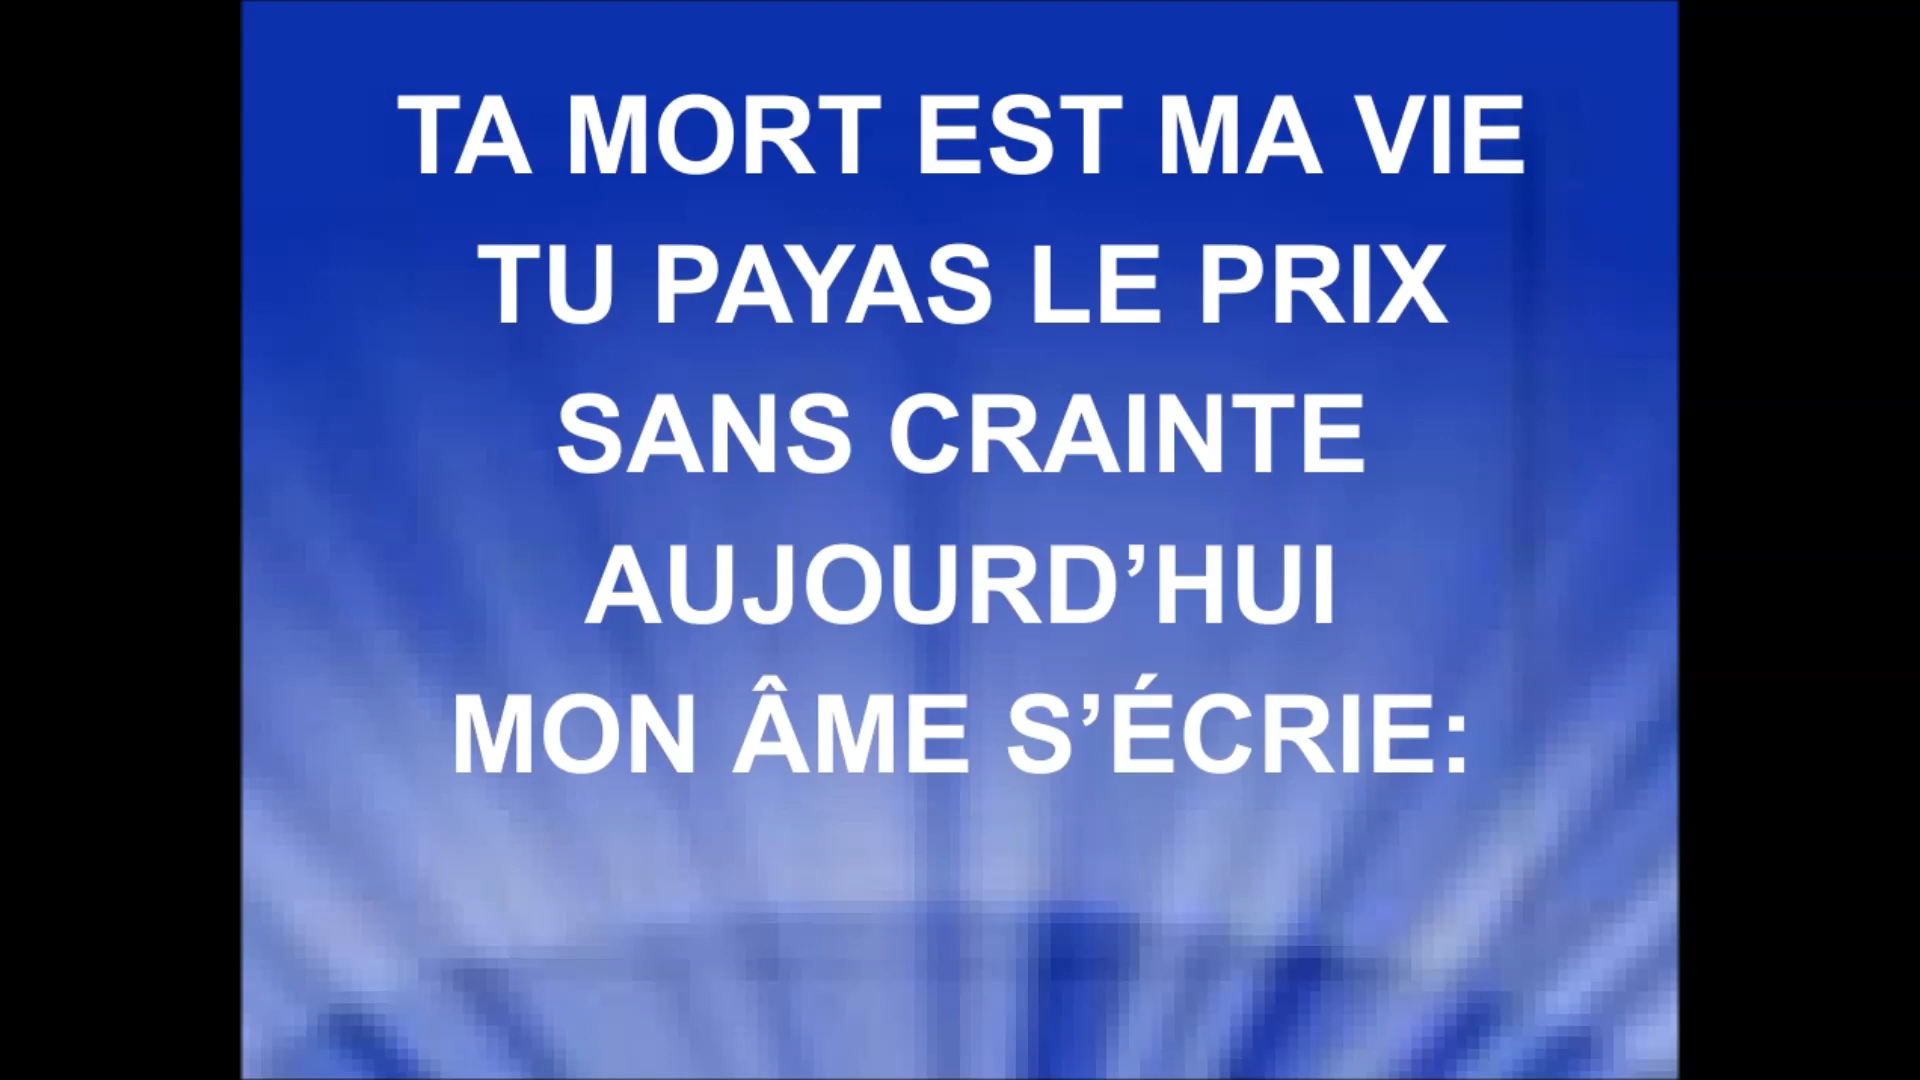 TA MORT EST MA VIE
TU PAYAS LE PRIX
SANS CRAINTE
AUJOURD’HUI
MON ÂME S’ÉCRIE: